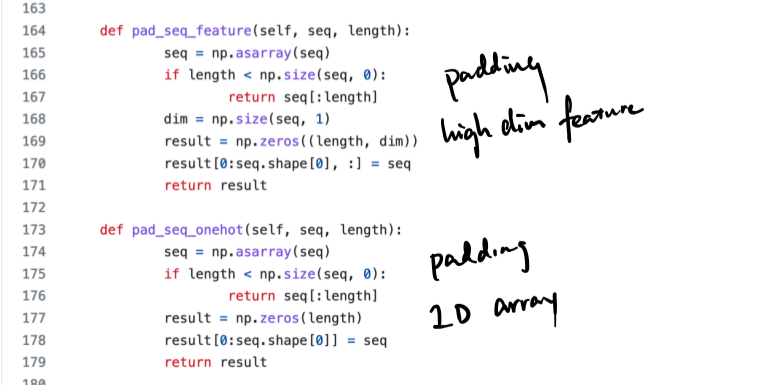 163
164 def pad_seq_feature(self, seq, length):
165 seq = np.asarray(seq)
166 if length < np.size(seq, 0):
167 return seq[:length]
168 dim = np.size(seq, 1)
169 result = np.zeros((length, dim))
170 result[0:seq.shape[0], :] = seq
171 return result
padding
high dim feature
172
173 def pad_seq_onehot(self, seq, length):
174 seq = np.asarray(seq)
175 if length < np.size(seq, 0):
176 return seq[:length]
177 result = np.zeros(length)
178 result[0:seq.shape[0]] = seq
179 return result
padding
1D array
180